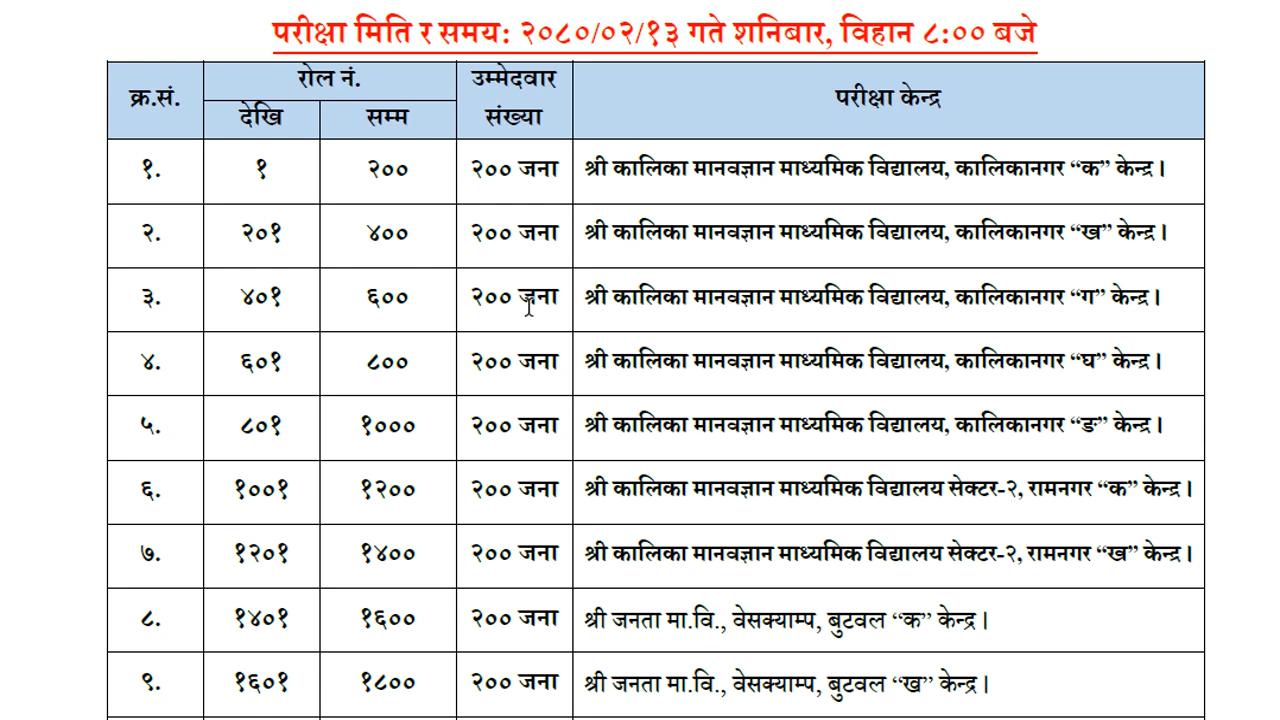 परीक्षा मिति र समय: २०८०/०२/१३ गते शनिबार, विहान ८:०० बजे
क्र.सं. रोल नं. उम्मेदवार संख्या परीक्षा केन्द्र
देखि सम्म
१. १ २०० २०० जना श्री कालिका मानवज्ञान माध्यमिक विद्यालय, कालिकानगर “क” केन्द्र।
२. २०१ ४०० २०० जना श्री कालिका मानवज्ञान माध्यमिक विद्यालय, कालिकानगर “ख” केन्द्र।
३. ४०१ ६०० २०० जना श्री कालिका मानवज्ञान माध्यमिक विद्यालय, कालिकानगर “ग” केन्द्र।
४. ६०१ ८०० २०० जना श्री कालिका मानवज्ञान माध्यमिक विद्यालय, कालिकानगर “घ” केन्द्र।
५. ८०१ १००० २०० जना श्री कालिका मानवज्ञान माध्यमिक विद्यालय, कालिकानगर “ङ” केन्द्र।
६. १००१ १२०० २०० जना श्री कालिका मानवज्ञान माध्यमिक विद्यालय सेक्टर-२, रामनगर “क” केन्द्र।
७. १२०१ १४०० २०० जना श्री कालिका मानवज्ञान माध्यमिक विद्यालय सेक्टर-२, रामनगर “ख” केन्द्र।
८. १४०१ १६०० २०० जना श्री जनता मा.वि., वेसक्याम्प, बुटवल “क” केन्द्र।
९. १६०१ १८०० २०० जना श्री जनता मा.वि., वेसक्याम्प, बुटवल “ख” केन्द्र।